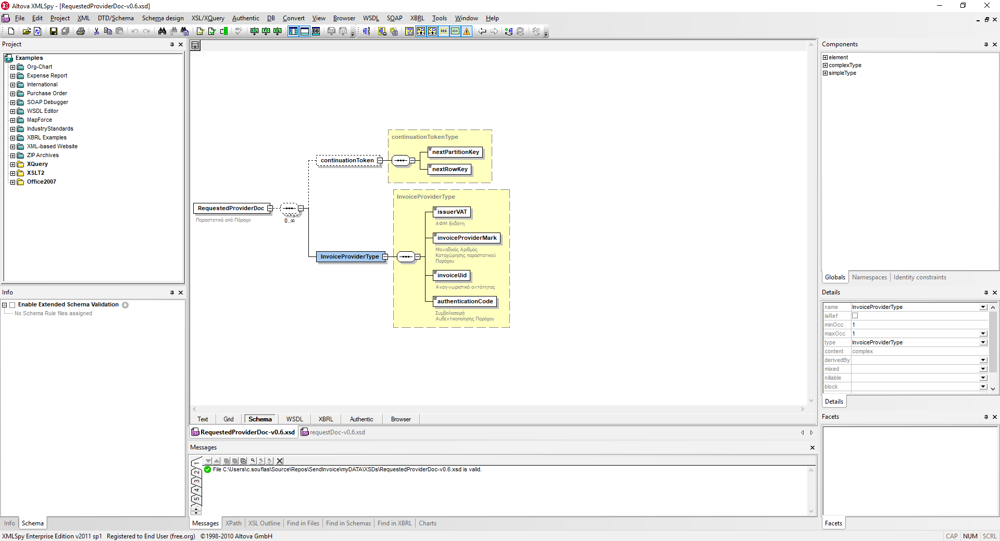 Altova XMLSpy - [RequestedProviderDoc-v0.6.xsd]
File Edit Project XML DTD/Schema Schema design XSL/XQuery Authentic DB Convert View Browser WSDL SOAP XBRL Tools Window Help
Project
Examples
Org-Chart
Expense Report
International
Purchase Order
SOAP Debugger
WSDL Editor
MapForce
IndustryStandards
XBRL Examples
XML-based Website
ZIP Archives
XQuery
XSLT2
Office2007
Info
Enable Extended Schema Validation
No Schema Rule files assigned
Info Schema
continuationTokenType
continuationToken
nextPartitionKey
nextRowKey
RequestedProviderDoc
Παραστατικά από Πάροχο
0..∞
InvoiceProviderType
InvoiceProviderType
issuerVAT
ΑΦΜ Εκδότη
invoiceProviderMark
Μοναδικός Αριθμός
Καταχώρησης παραστατικού
Παρόχου
invoiceUid
Αναγνωριστικό οντότητας
authenticationCode
Συμβολοσειρά
Αυθεντικοποίησης Παρόχου
Text Grid Schema WSDL XBRL Authentic Browser
RequestedProviderDoc-v0.6.xsd requestDoc-v0.6.xsd
Messages
1
2
3
4
5
File C:\Users\c.souflas\Source\Repos\SendInvoice\myDATA\XSDs\RequestedProviderDoc-v0.6.xsd is valid.
Messages XPath XSL Outline Find in Files Find in Schemas Find in XBRL Charts
Components
element
complexType
simpleType
Globals Namespaces Identity constraints
Details
name InvoiceProviderType
isRef
minOcc 1
maxOcc 1
type InvoiceProviderType
content complex
derivedBy
mixed
nillable
block
Details
Facets
Facets
XMLSpy Enterprise Edition v2011 sp1 Registered to End User (free.org) ©1998-2010 Altova GmbH
CAP NUM SCRL